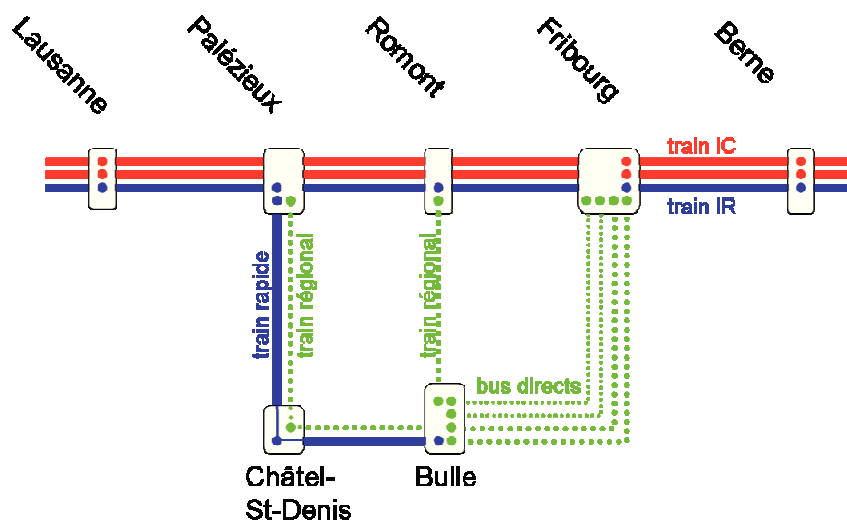 Lausanne
Palézieux
Romont
Fribourg
Berne
train IC
train IR
train rapide
train régional
train régional
bus directs
Châtel-
St-Denis
Bulle